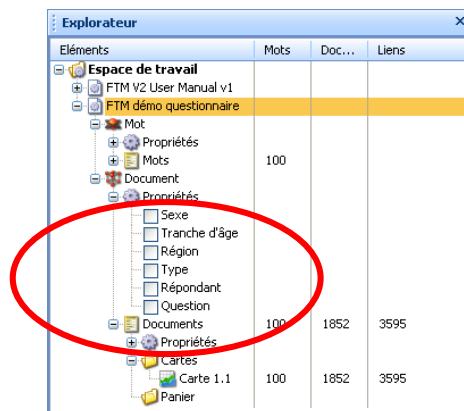 Explorateur
Eléments Mots Doc... Liens
Espace de travail
FTM V2 User Manual v1
FTM démo questionnaire
Mot
Propriétés
Mots 100
Document
Propriétés
Sexe
Tranche d'âge
Région
Type
Répondant
Question
Documents 100 1852 3595
Propriétés
Cartes
Carte 1.1 100 1852 3595
Panier